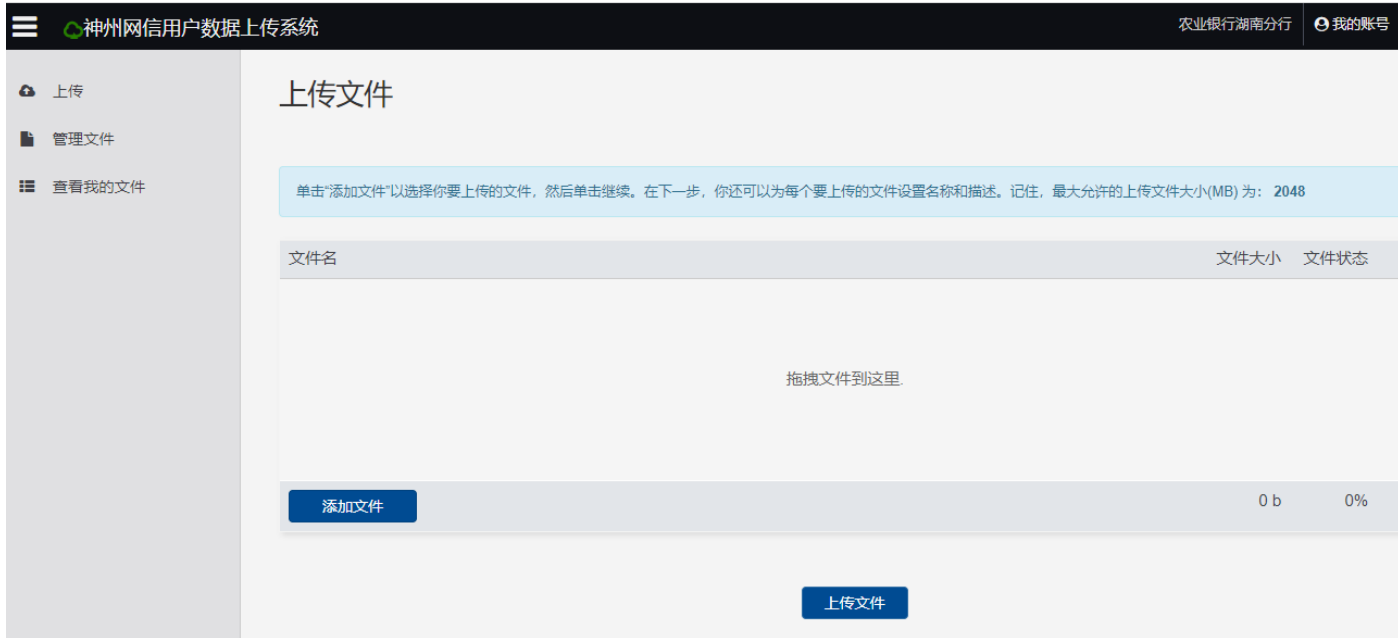 神州网信用户数据上传系统
农业银行湖南分行
我的账号
上传
管理文件
查看我的文件
上传文件
单击“添加文件”以选择你要上传的文件，然后单击继续。在下一步，你还可以为每个要上传的文件设置名称和描述。记住，最大允许的上传文件大小(MB) 为： 2048
文件名 文件大小 文件状态
拖拽文件到这里.
添加文件 0 b 0%
上传文件